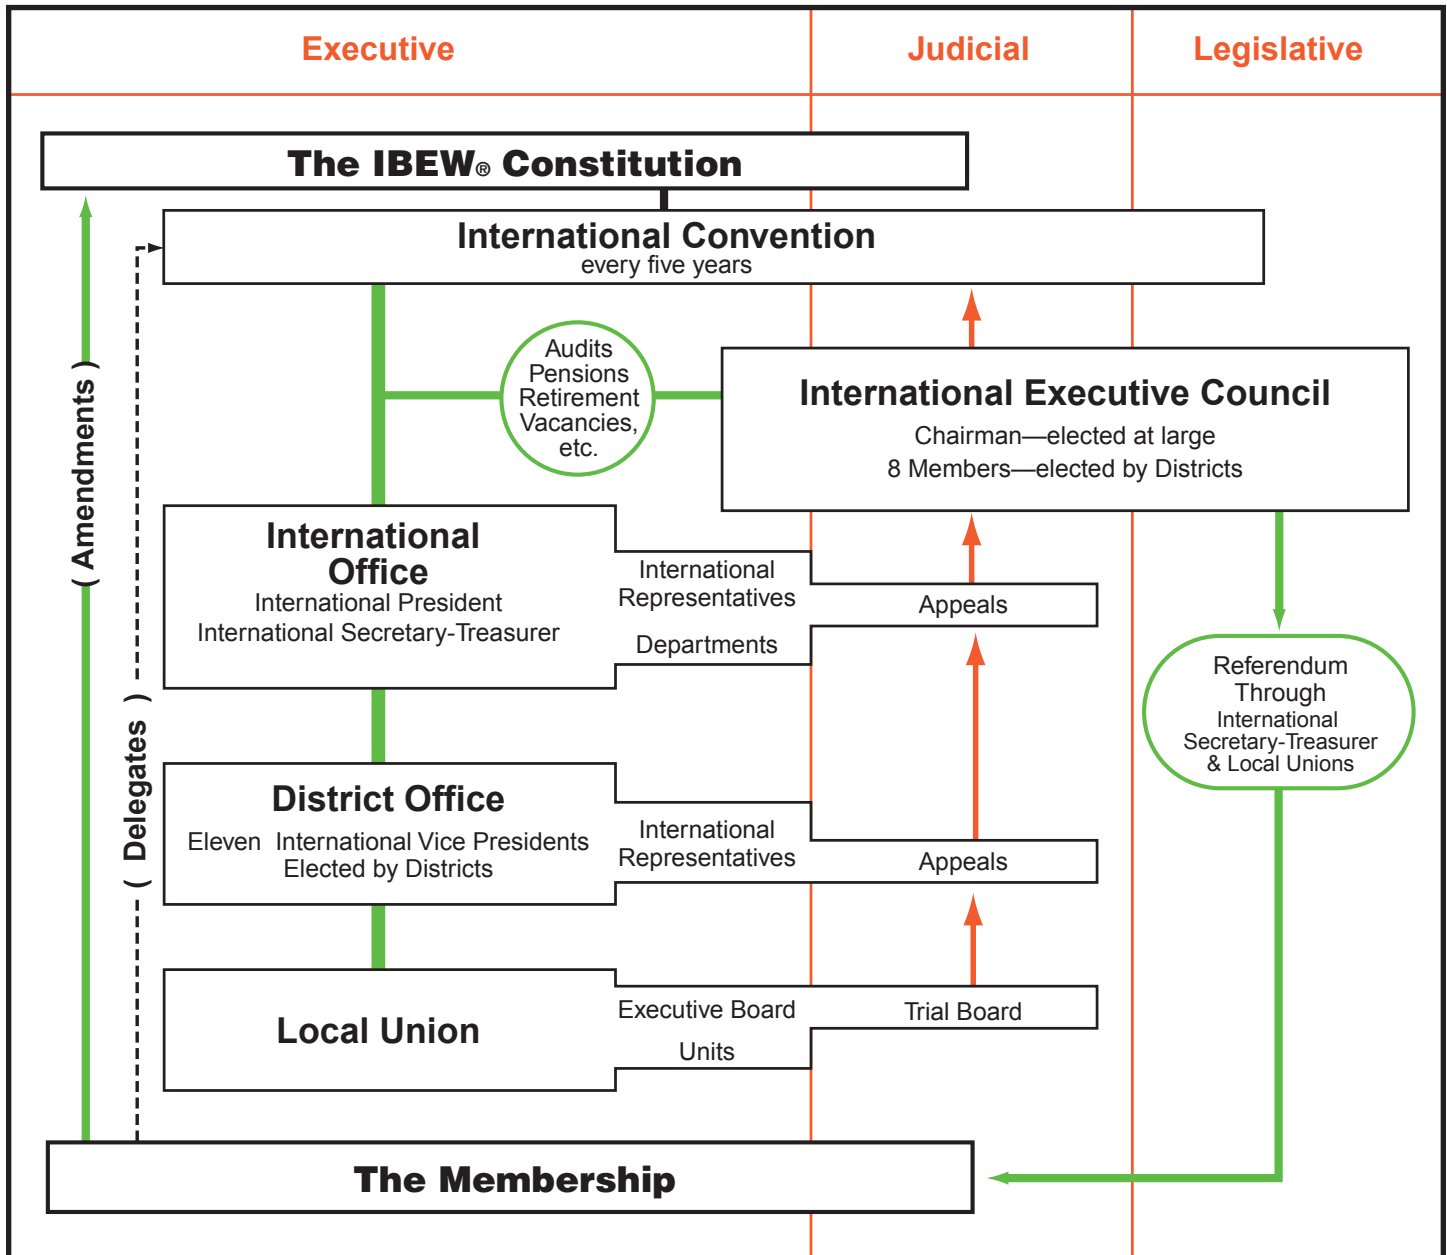 Executive
Judicial
Legislative
The IBEW® Constitution
International Convention
every five years
Audits
Pensions
Retirement
Vacancies,
etc.
International Executive Council
Chairman—elected at large
8 Members—elected by Districts
( Amendments )
( Delegates )
International
Office
International President
International Secretary-Treasurer
International
Representatives
Departments
Appeals
Referendum
Through
International
Secretary-Treasurer
& Local Unions
District Office
Eleven International Vice Presidents
Elected by Districts
International
Representatives
Appeals
Local Union
Executive Board
Units
Trial Board
The Membership